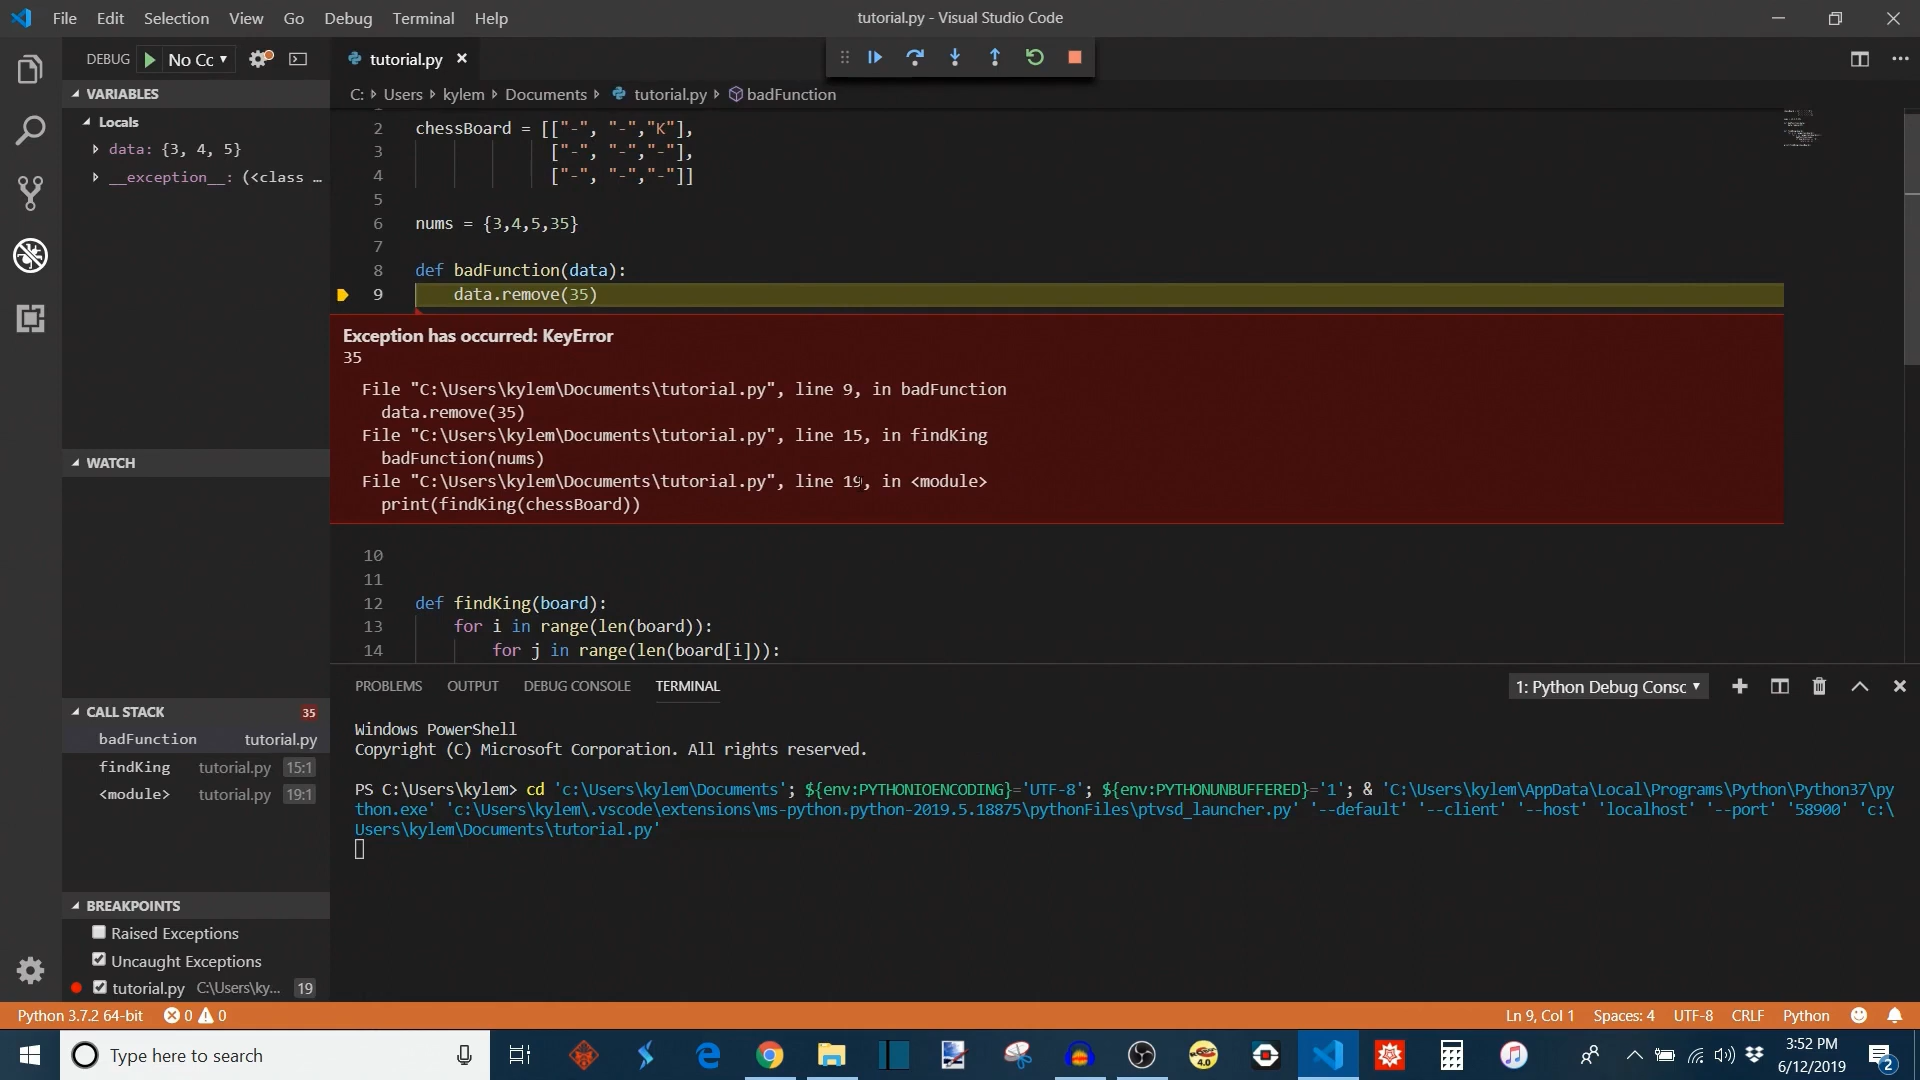 File Edit Selection View Go Debug Terminal Help
tutorial.py - Visual Studio Code
DEBUG No Cc
tutorial.py
VARIABLES
Locals
data: {3, 4, 5}
__exception__: (<class …
WATCH
CALL STACK 35
badFunction tutorial.py
findKing tutorial.py 15:1
<module> tutorial.py 19:1
BREAKPOINTS
Raised Exceptions
Uncaught Exceptions
tutorial.py C:\Users\ky... 19
C: Users kylem Documents tutorial.py badFunction
2 chessBoard = [["-", "-","K"],
3 ["-", "-","-"],
4 ["-", "-","-"]]
5
6 nums = {3,4,5,35}
7
8 def badFunction(data):
9 data.remove(35)
Exception has occurred: KeyError
35
File "C:\Users\kylem\Documents\tutorial.py", line 9, in badFunction
data.remove(35)
File "C:\Users\kylem\Documents\tutorial.py", line 15, in findKing
badFunction(nums)
File "C:\Users\kylem\Documents\tutorial.py", line 19, in <module>
print(findKing(chessBoard))
10
11
12 def findKing(board):
13 for i in range(len(board)):
14 for j in range(len(board[i])):
PROBLEMS OUTPUT DEBUG CONSOLE TERMINAL
1: Python Debug Consc
Windows PowerShell
Copyright (C) Microsoft Corporation. All rights reserved.
PS C:\Users\kylem> cd 'c:\Users\kylem\Documents'; ${env:PYTHONIOENCODING}='UTF-8'; ${env:PYTHONUNBUFFERED}='1'; & 'C:\Users\kylem\AppData\Local\Programs\Python\Python37\py
thon.exe' 'c:\Users\kylem\.vscode\extensions\ms-python.python-2019.5.18875\pythonFiles\ptvsd_launcher.py' '--default' '--client' '--host' 'localhost' '--port' '58900' 'c:\
Users\kylem\Documents\tutorial.py'
Python 3.7.2 64-bit 0 0
Ln 9, Col 1 Spaces: 4 UTF-8 CRLF Python
Type here to search
4.0
3:52 PM
6/12/2019
2